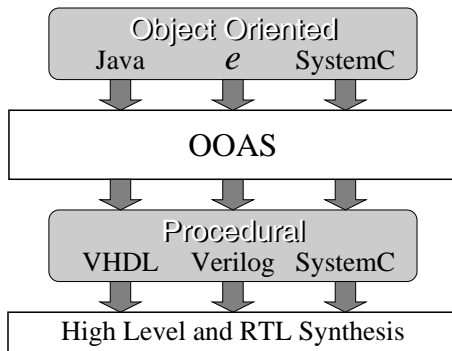 Object Oriented
Java e SystemC
OOAS
Procedural
VHDL Verilog SystemC
High Level and RTL Synthesis